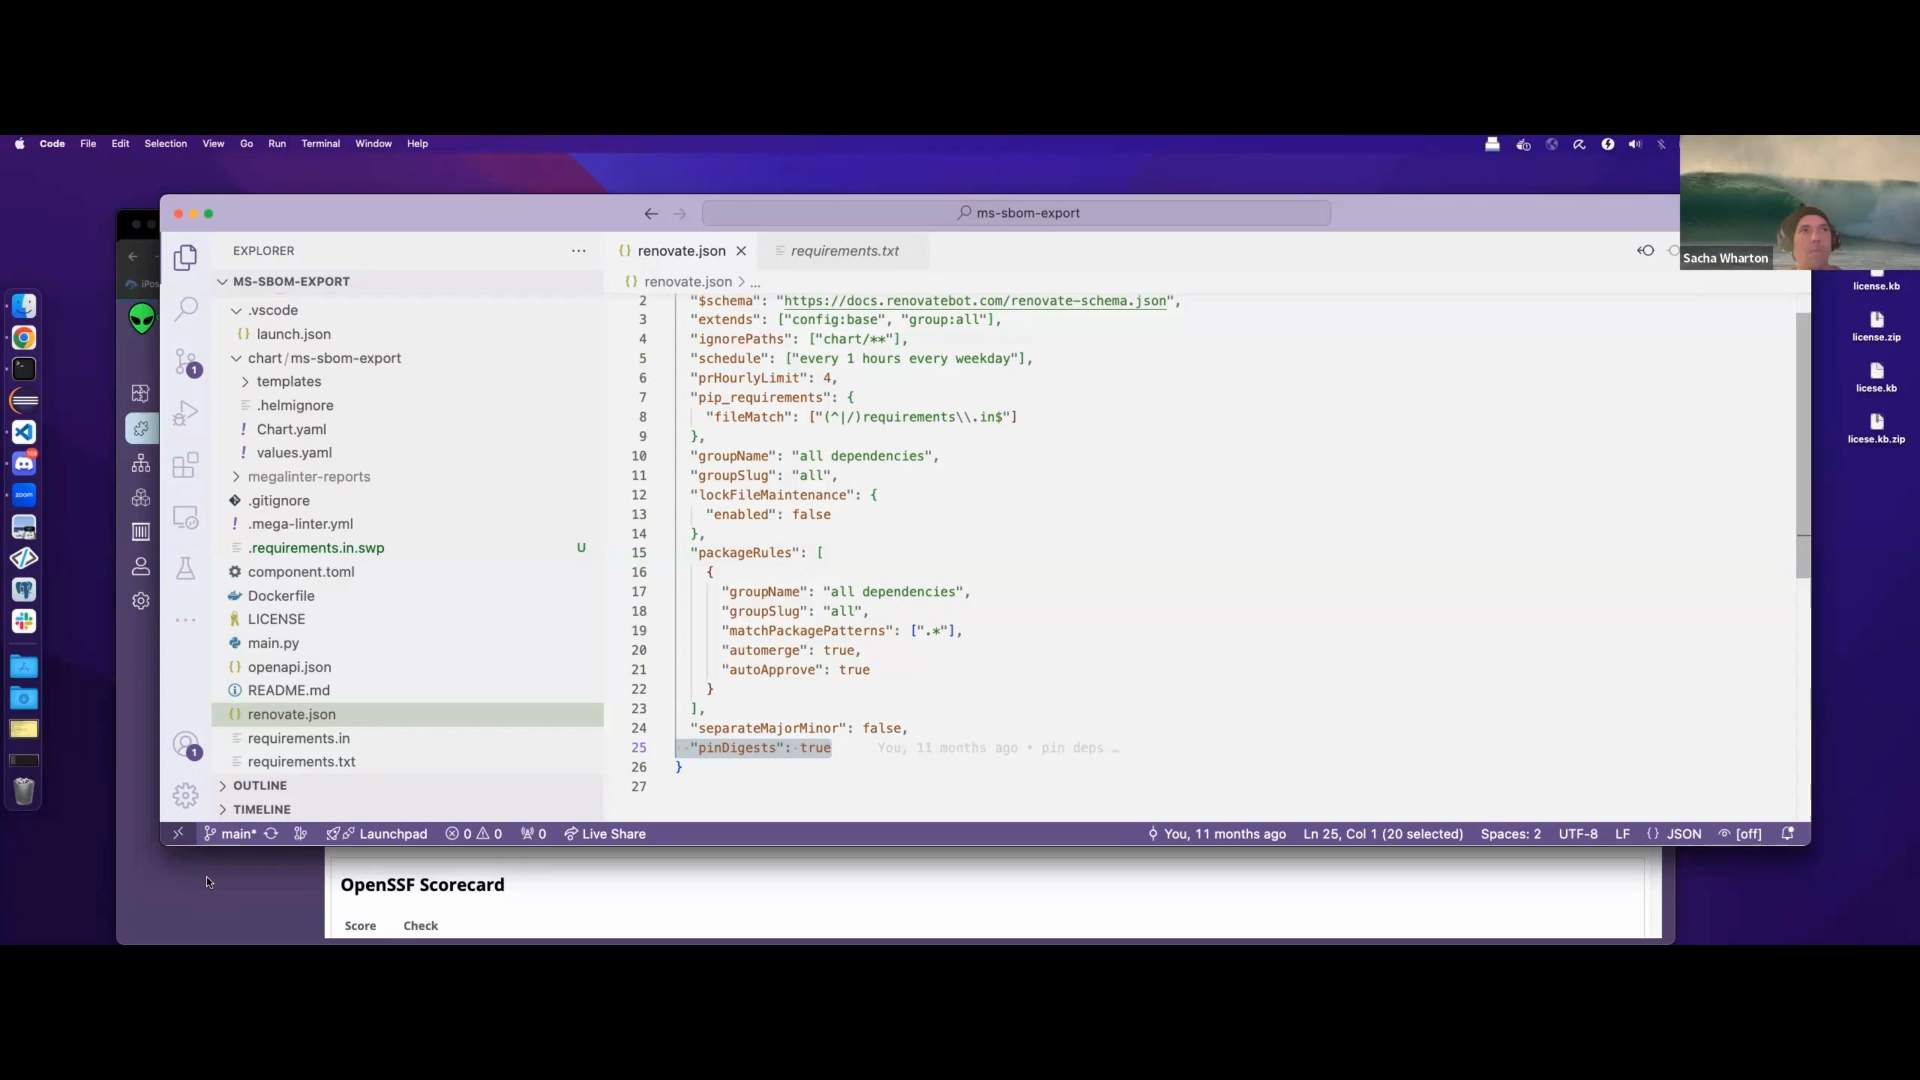 Code File Edit Selection View Go Run Terminal Window Help
Sacha Wharton
license.kb
license.zip
licese.kb
licese.kb.zip
ms-sbom-export
EXPLORER
MS-SBOM-EXPORT
.vscode
launch.json
chart/ms-sbom-export
templates
.helmignore
Chart.yaml
values.yaml
megalinter-reports
.gitignore
.mega-linter.yml
.requirements.in.swp U
component.toml
Dockerfile
LICENSE
main.py
openapi.json
README.md
renovate.json
requirements.in
requirements.txt
OUTLINE
TIMELINE
renovate.json requirements.txt
renovate.json > ...
2 "$schema": "https://docs.renovatebot.com/renovate-schema.json",
3 "extends": ["config:base", "group:all"],
4 "ignorePaths": ["chart/**"],
5 "schedule": ["every 1 hours every weekday"],
6 "prHourlyLimit": 4,
7 "pip_requirements": {
8 "fileMatch": ["(^|/)requirements\\.in$"]
9 },
10 "groupName": "all dependencies",
11 "groupSlug": "all",
12 "lockFileMaintenance": {
13 "enabled": false
14 },
15 "packageRules": [
16 {
17 "groupName": "all dependencies",
18 "groupSlug": "all",
19 "matchPackagePatterns": [".*"],
20 "automerge": true,
21 "autoApprove": true
22 }
23 ],
24 "separateMajorMinor": false,
25 "pinDigests": true You, 11 months ago • pin deps …
26 }
27
main* Launchpad 0 0 0 Live Share You, 11 months ago Ln 25, Col 1 (20 selected) Spaces: 2 UTF-8 LF {} JSON [off]
OpenSSF Scorecard
Score Check
zoom
1
1